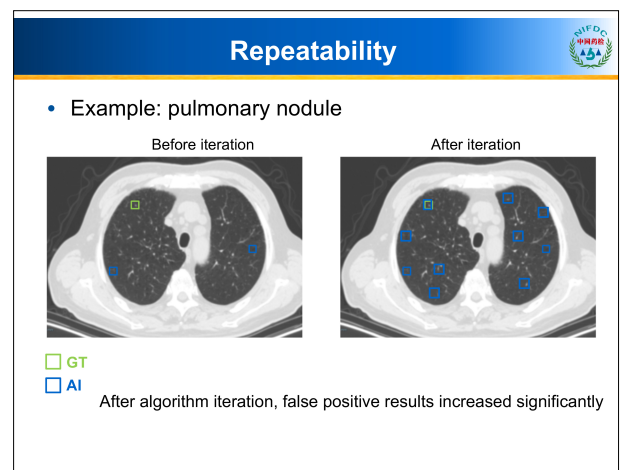 Repeatability
NIFDC
中国药检
• Example: pulmonary nodule
Before iteration
After iteration
GT
AI
After algorithm iteration, false positive results increased significantly